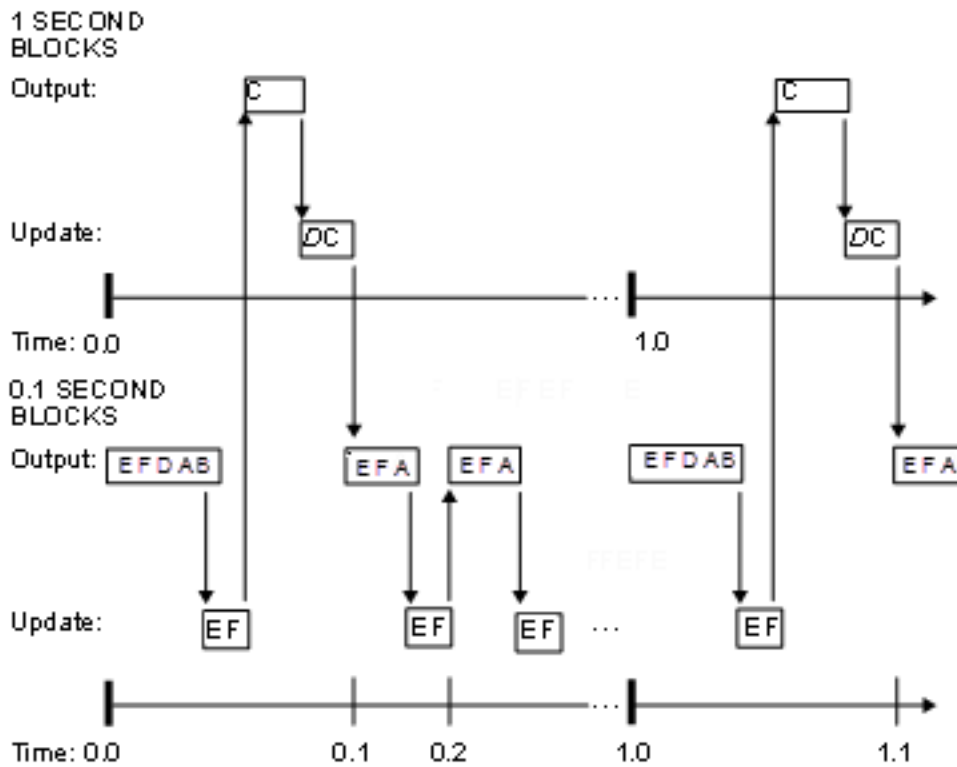 1 SECOND
BLOCKS
Output:
C
C
Update:
DC
DC
...
Time: 0.0
1.0
0.1 SECOND
BLOCKS
Output:
EFDAB
EFA
EFA
EFDAB
EFA
Update:
EF
EF
EF
...
EF
...
Time: 0.0
0.1
0.2
1.0
1.1